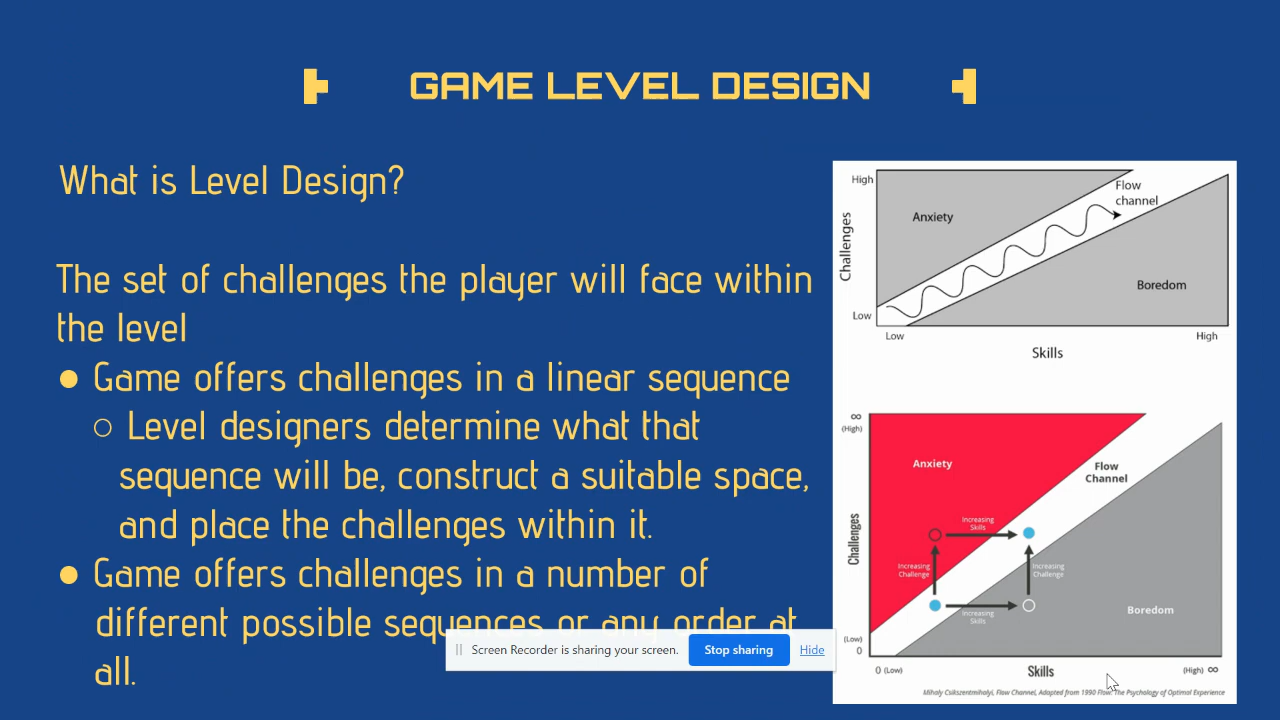 GAME LEVEL DESIGN
What is Level Design?
The set of challenges the player will face within
the level
● Game offers challenges in a linear sequence
○ Level designers determine what that
sequence will be, construct a suitable space,
and place the challenges within it.
● Game offers challenges in a number of
different possible sequences or any order at
all.
Screen Recorder is sharing your screen.
Stop sharing
Hide
High
Challenges
Low
Anxiety
Flow
channel
Boredom
Low
High
Skills
∞
(High)
Challenges
(Low)
0
Anxiety
Flow
Channel
Increasing
Skills
Increasing
Challenge
Increasing
Challenge
Increasing
Skills
Boredom
0 (Low)
Skills
(High) ∞
Mihaly Csikszentmihalyi, Flow Channel, Adapted from 1990 Flow: The Psychology of Optimal Experience